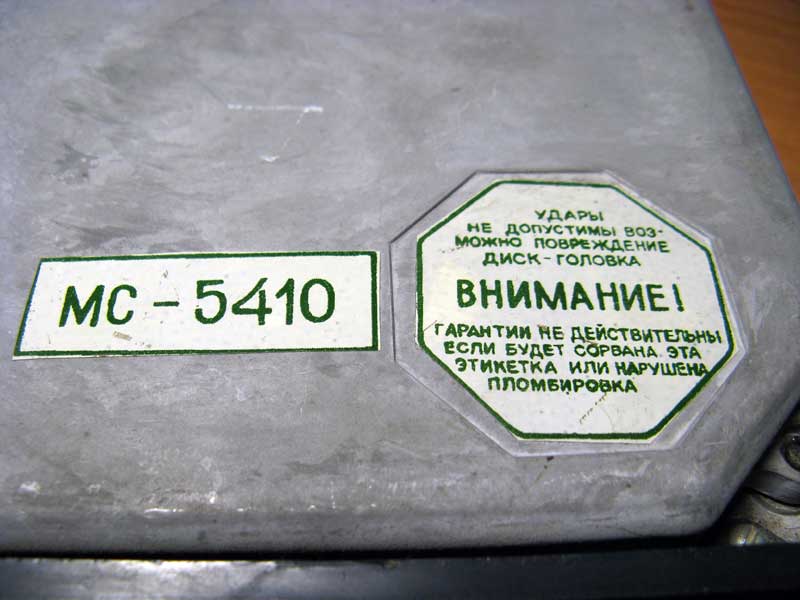 МС - 5410
УДАРЫ
НЕ ДОПУСТИМЫ ВОЗ-
МОЖНО ПОВРЕЖДЕНИЕ
ДИСК-ГОЛОВКА
ВНИМАНИЕ!
ГАРАНТИИ НЕ ДЕЙСТВИТЕЛЬНЫ
ЕСЛИ БУДЕТ СОРВАНА ЭТА
ЭТИКЕТКА ИЛИ НАРУШЕНА
ПЛОМБИРОВКА